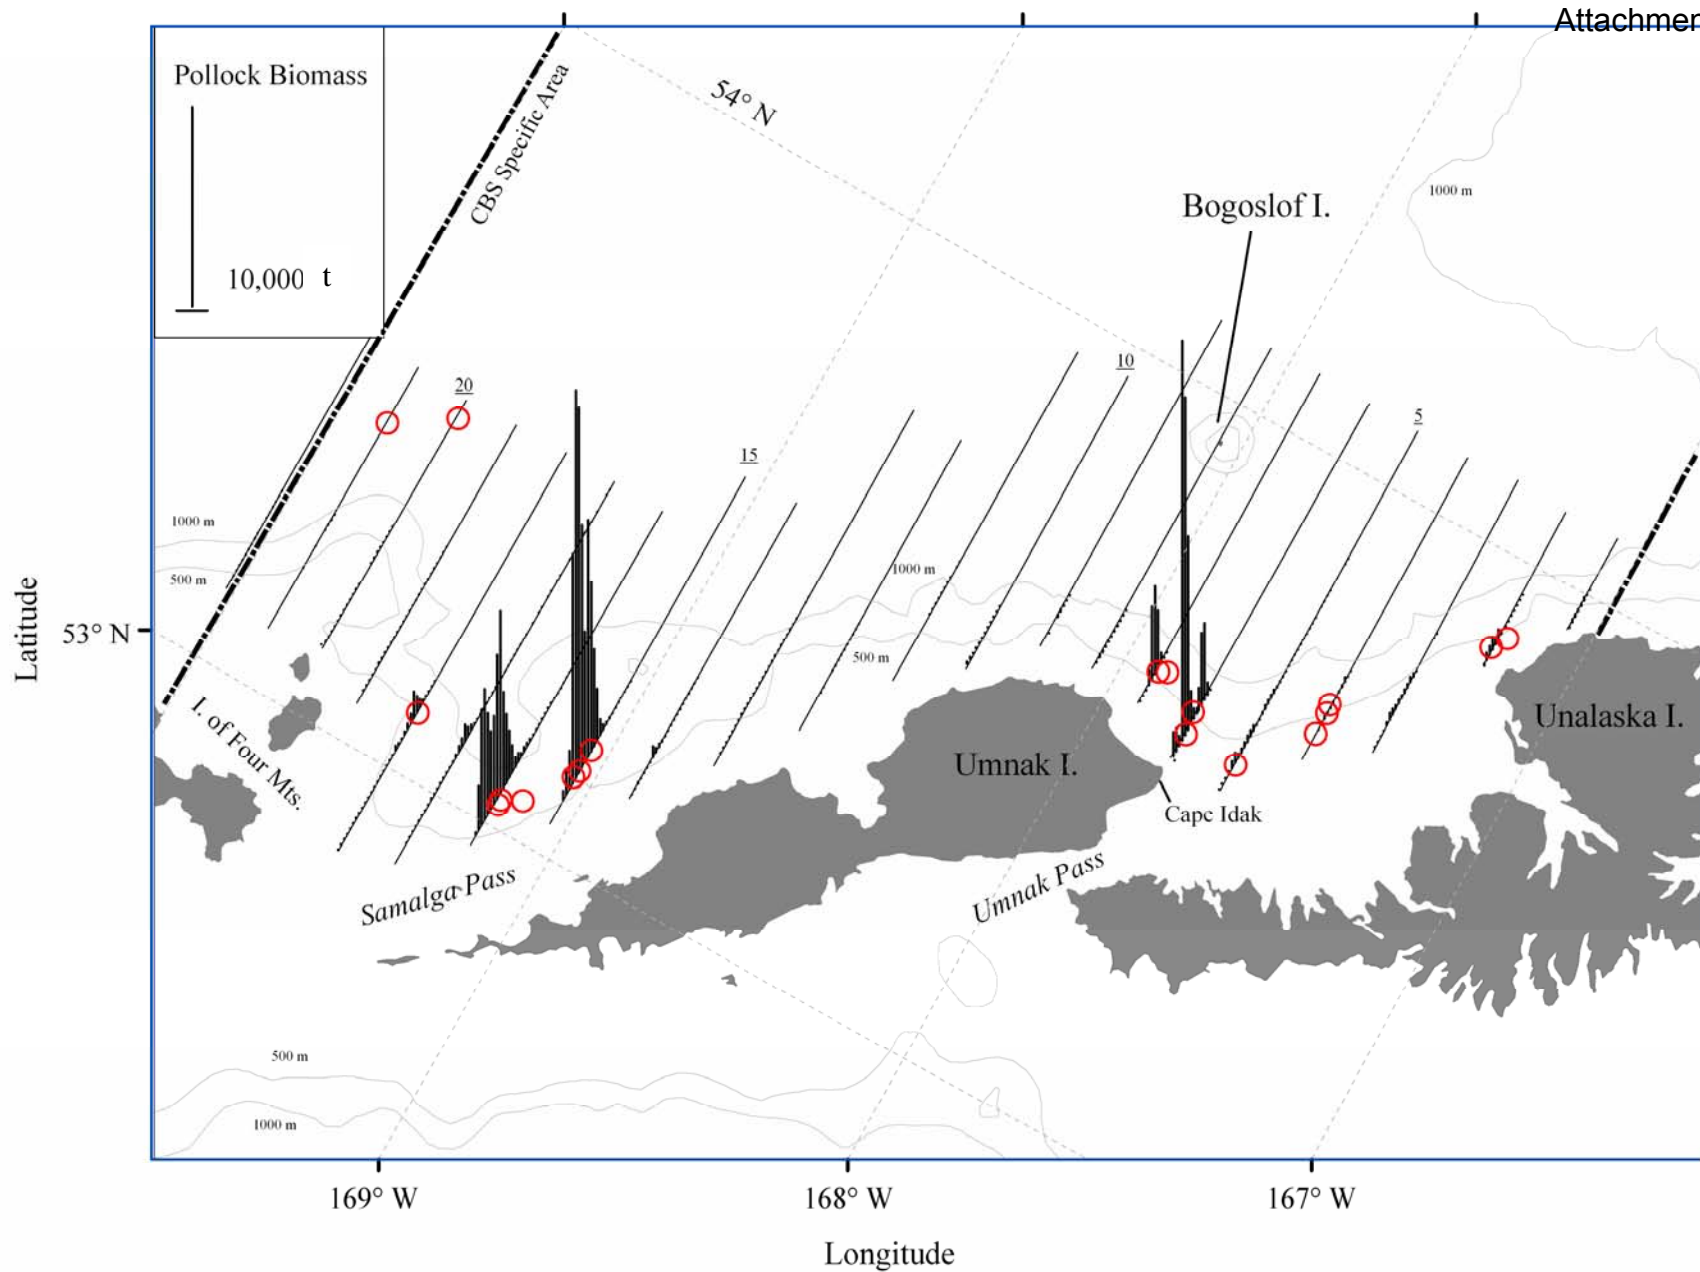 Attachmen
Pollock Biomass
10,000 t
CBS Specific Area
54° N
1000 m
Bogoslof I.
10
20
5
15
1000 m
500 m
1000 m
500 m
53° N
Latitude
I. of Four Mts.
Umnak I.
Unalaska I.
Cape Idak
Samalga Pass
Umnak Pass
500 m
1000 m
169° W
168° W
167° W
Longitude